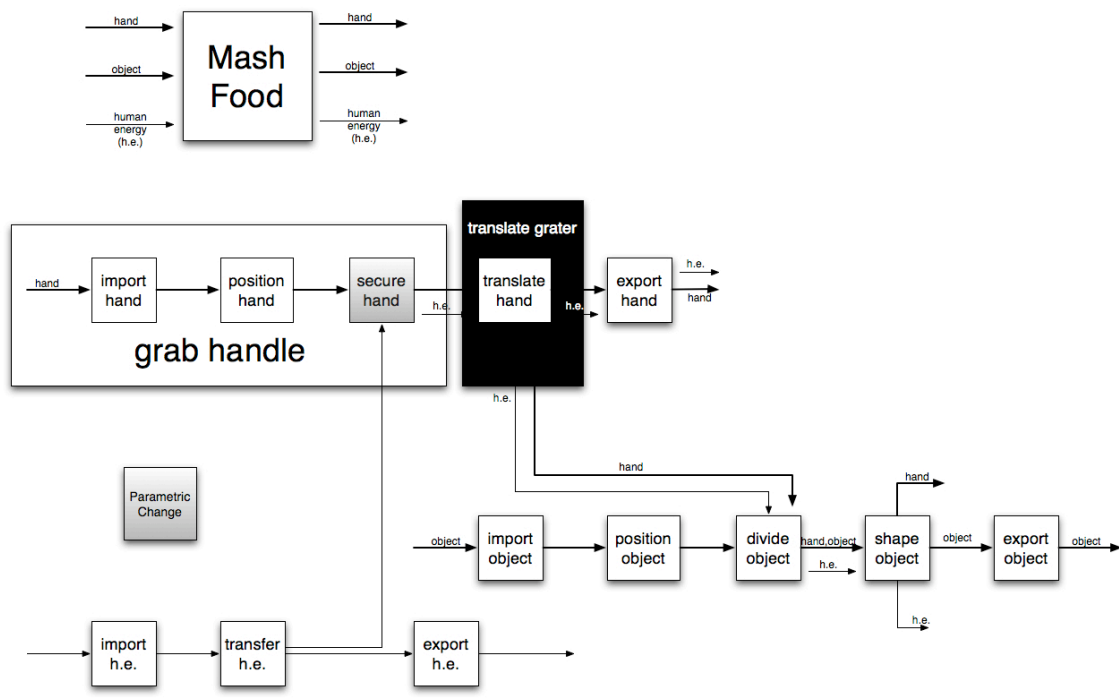 hand
hand
Mash
Food
object
object
human
energy
(h.e.)
human
energy
(h.e.)
translate grater
hand
import
hand
position
hand
secure
hand
h.e.
translate
hand
h.e.
export
hand
h.e.
hand
grab handle
h.e.
hand
Parametric
Change
hand
object
import
object
position
object
divide
object
hand,object
h.e.
shape
object
object
export
object
object
h.e.
import
h.e.
transfer
h.e.
export
h.e.